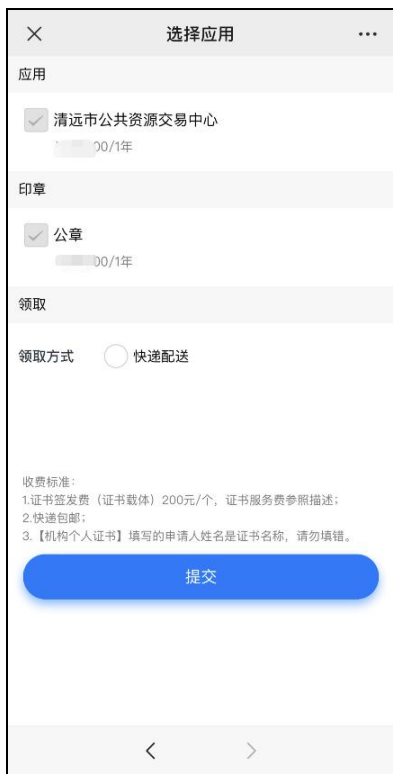 选择应用
应用
清远市公共资源交易中心
00/1年
印章
公章
00/1年
领取
领取方式 快递配送
收费标准：
1.证书签发费（证书载体）200元/个，证书服务费参照描述；
2.快递包邮；
3.【机构个人证书】填写的申请人姓名是证书名称，请勿填错。
提交